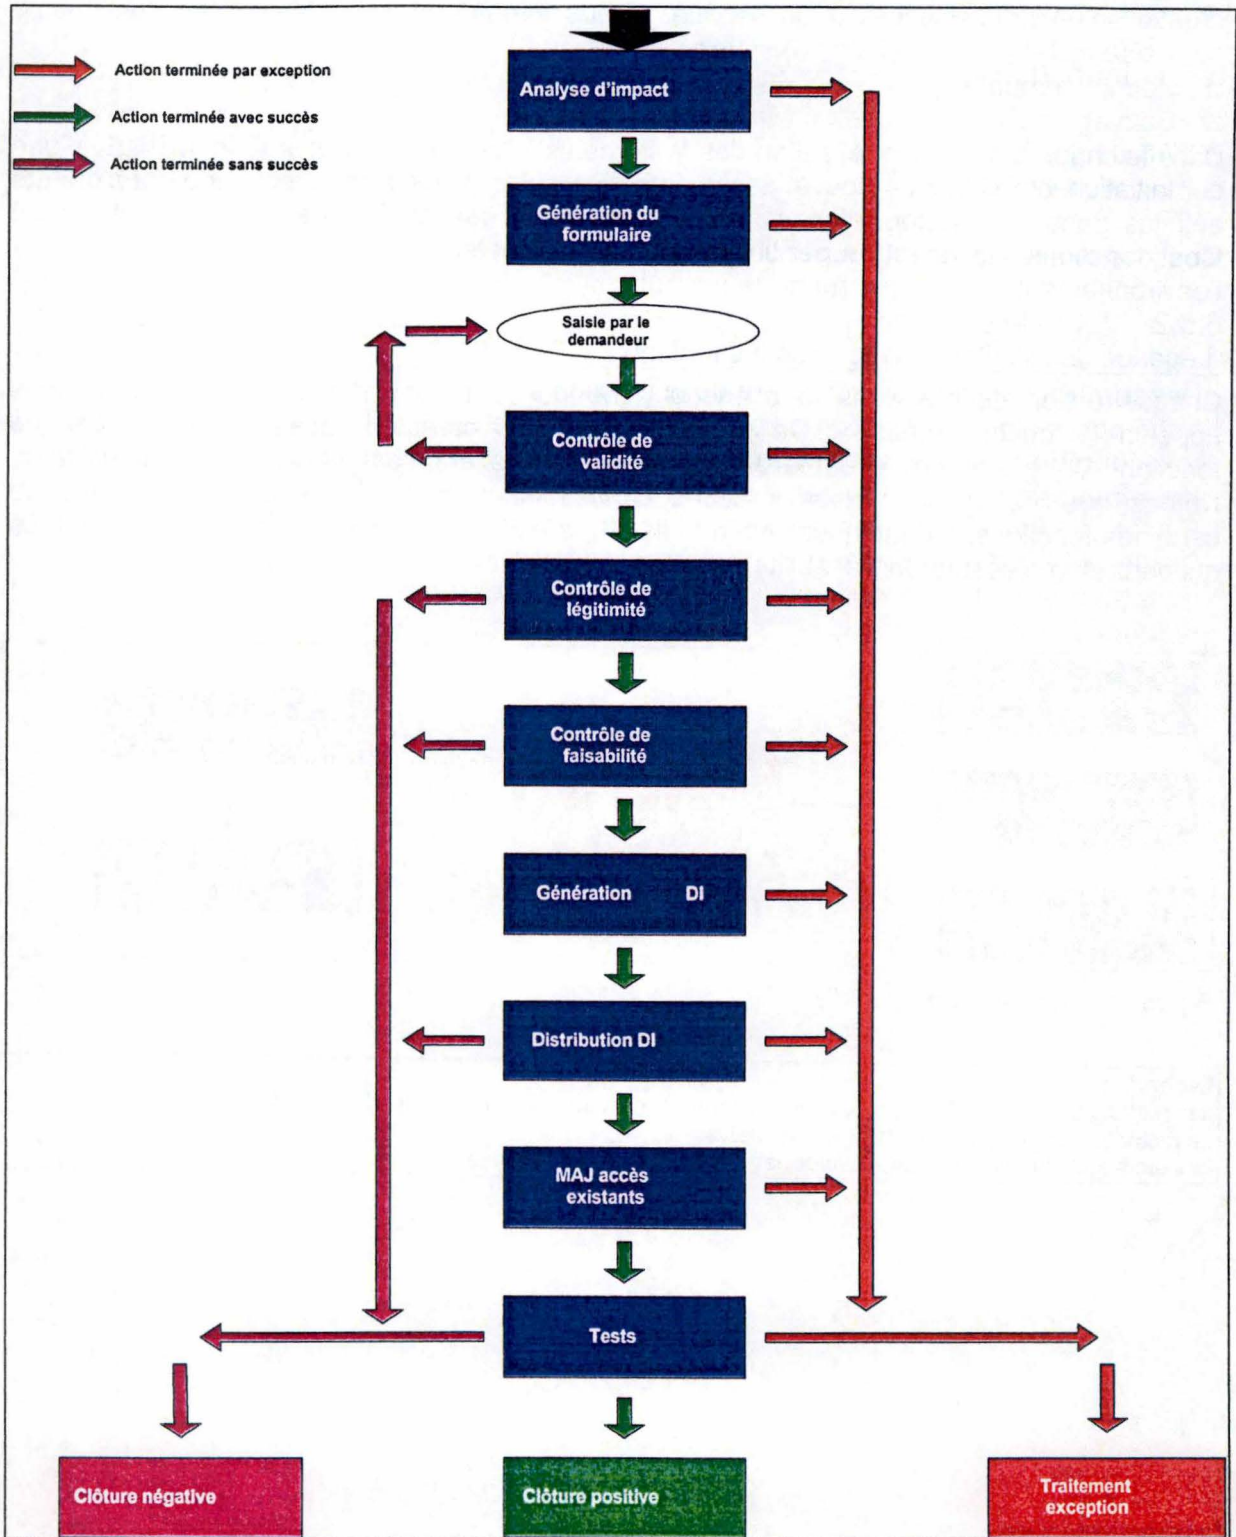 Action terminée par exception
Action terminée avec succès
Action terminée sans succès
Analyse d'impact
Génération du
formulaire
Saisie par le
demandeur
Contrôle de
validité
Contrôle de
légitimité
Contrôle de
faisabilité
Génération DI
Distribution DI
MAJ accès
existants
Tests
Clôture négative
Clôture positive
Traitement
exception